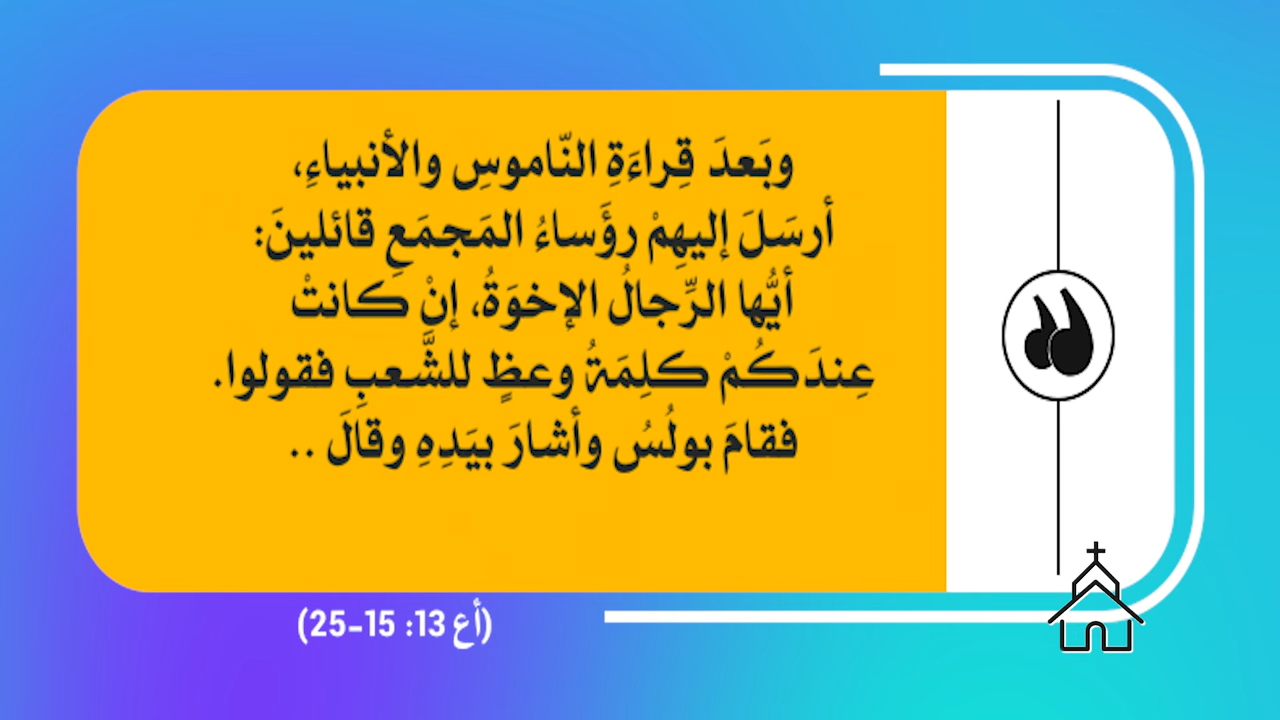 وبَعدَ قِراءَةِ النّاموسِ والأنبياءِ،
أرسَلَ إليهِمْ رؤَساءُ المَجمَعِ قائلينَ:
أيُّها الرِّجالُ الإخوَةُ، إنْ كانتْ
عِندَكُمْ كلِمَةُ وعظٍ للشَّعبِ فقولوا.
فقامَ بولُسُ وأشارَ بيَدِهِ وقالَ ..
(أع 13: 15-25)